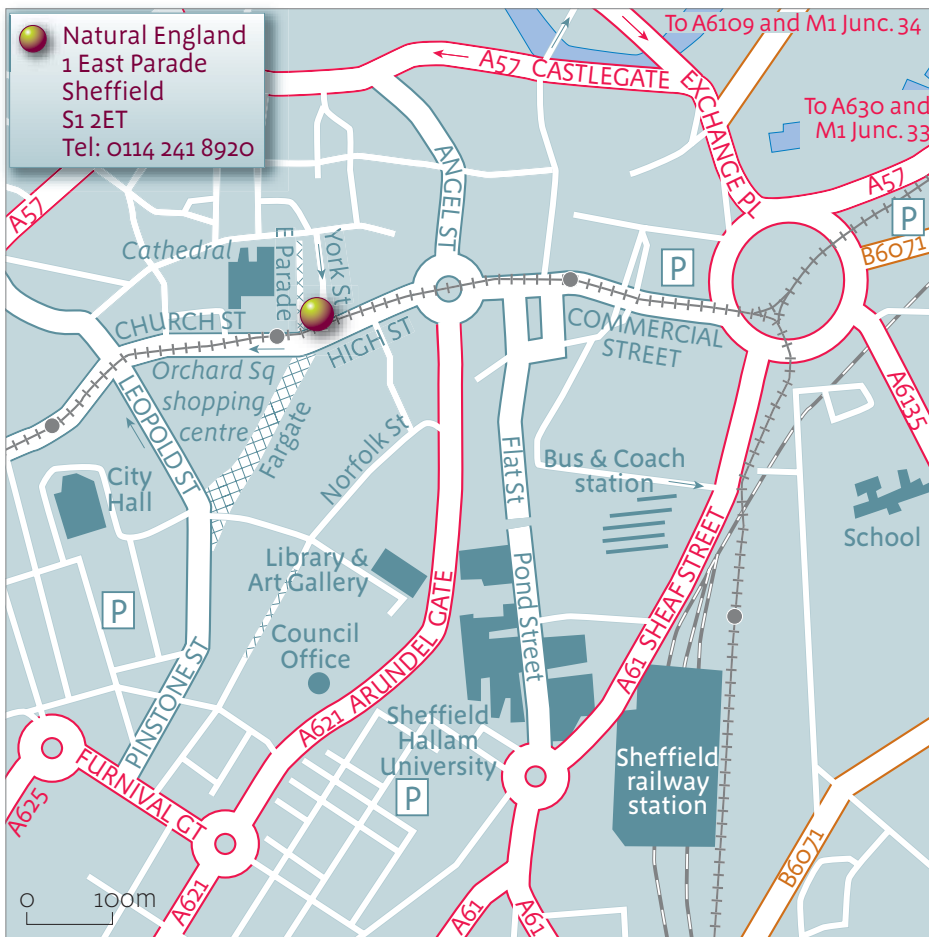 Natural England
1 East Parade
Sheffield
S1 2ET
Tel: 0114 241 8920
To A6109 and M1 Junc. 34
A57 CASTLEGATE
EXCHANGE PL
To A630 and
M1 Junc. 33
A57
A57
ANGEL ST
P
P
B6071
Cathedral
E Parade
York St
CHURCH ST
HIGH ST
COMMERCIAL
STREET
Orchard Sq
shopping
centre
LEOPOLD ST
Fargate
Norfolk St
A6135
Flat St
Bus & Coach
station
City
Hall
School
Library &
Art Gallery
P
Council
Office
A621 ARUNDEL GATE
Pond Street
A61 SHEAF STREET
PINSTONE ST
Sheffield
Hallam
University
P
Sheffield
railway
station
FURNIVAL GT
A625
A621
A61
A61
B6071
0 100m